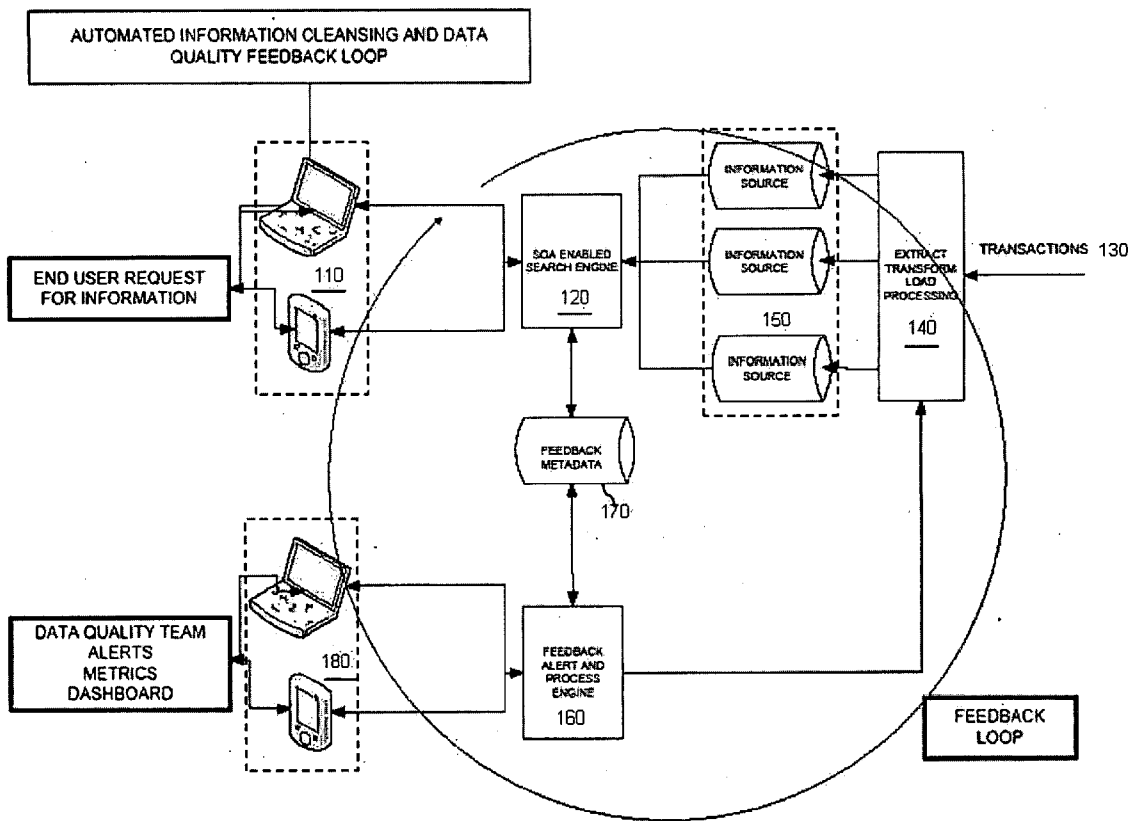 AUTOMATED INFORMATION CLEANSING AND DATA
QUALITY FEEDBACK LOOP
END USER REQUEST
FOR INFORMATION
110
SOA ENABLED
SEARCH ENGINE
120
INFORMATION
SOURCE
INFORMATION
SOURCE
150
INFORMATION
SOURCE
EXTRACT
TRANSFORM
LOAD
PROCESSING
140
TRANSACTIONS 130
FEEDBACK
METADATA
170
DATA QUALITY TEAM
ALERTS
METRICS
DASHBOARD
180
FEEDBACK
ALERT AND
PROCESS
ENGINE
160
FEEDBACK
LOOP